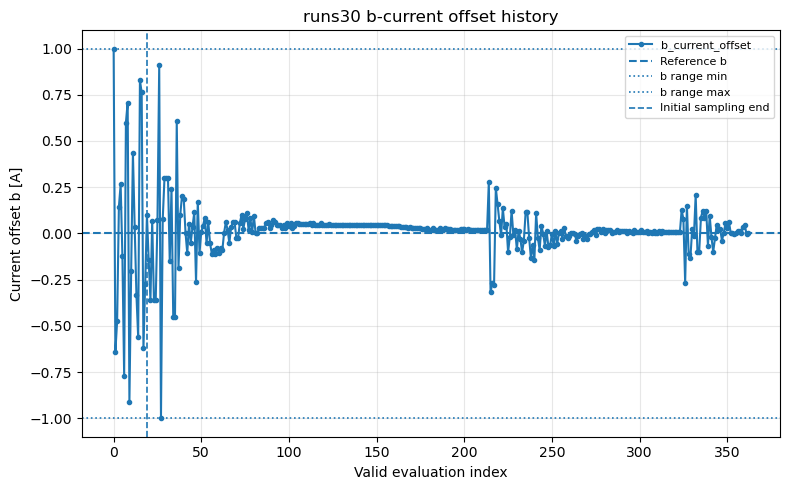 runs30 b-current offset history
b_current_offset
Reference b
b range min
b range max
Initial sampling end
Current offset b [A]
1.00
0.75
0.50
0.25
0.00
−0.25
−0.50
−0.75
−1.00
0 50 100 150 200 250 300 350
Valid evaluation index